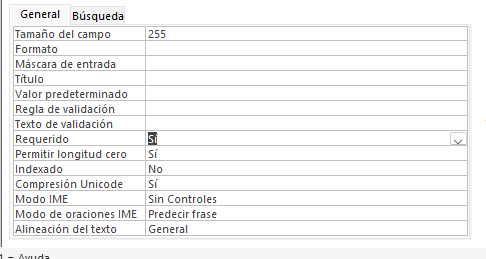 General Búsqueda
Tamaño del campo 255
Formato
Máscara de entrada
Título
Valor predeterminado
Regla de validación
Texto de validación
Requerido Sí
Permitir longitud cero Sí
Indexado No
Compresión Unicode Sí
Modo IME Sin Controles
Modo de oraciones IME Predecir frase
Alineación del texto General
1 = Ayuda